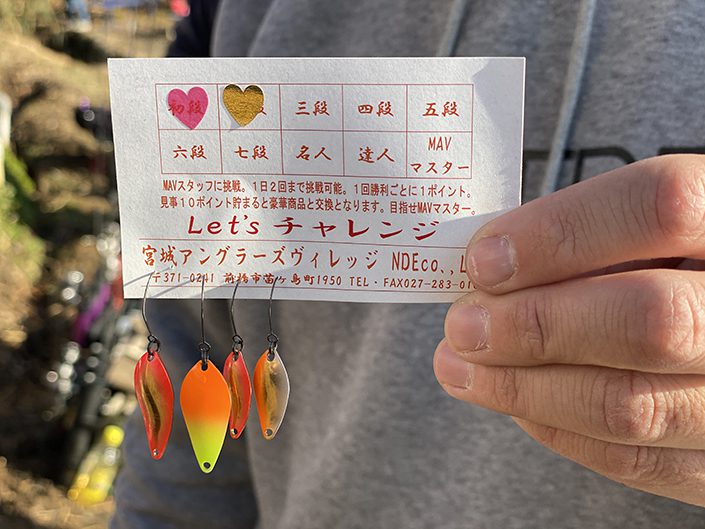 初段 三段 四段 五段
六段 七段 名人 達人 MAV
マスター
MAVスタッフに挑戦。1日2回まで挑戦可能。1回勝利ごとに1ポイント。
見事10ポイント貯まると豪華商品と交換となります。目指せMAVマスター。
Let's チャレンジ
宮城アングラーズヴィレッジ NDEco.,L
〒371-0241 前橋市苗ヶ島町1950 TEL・FAX027-283-01